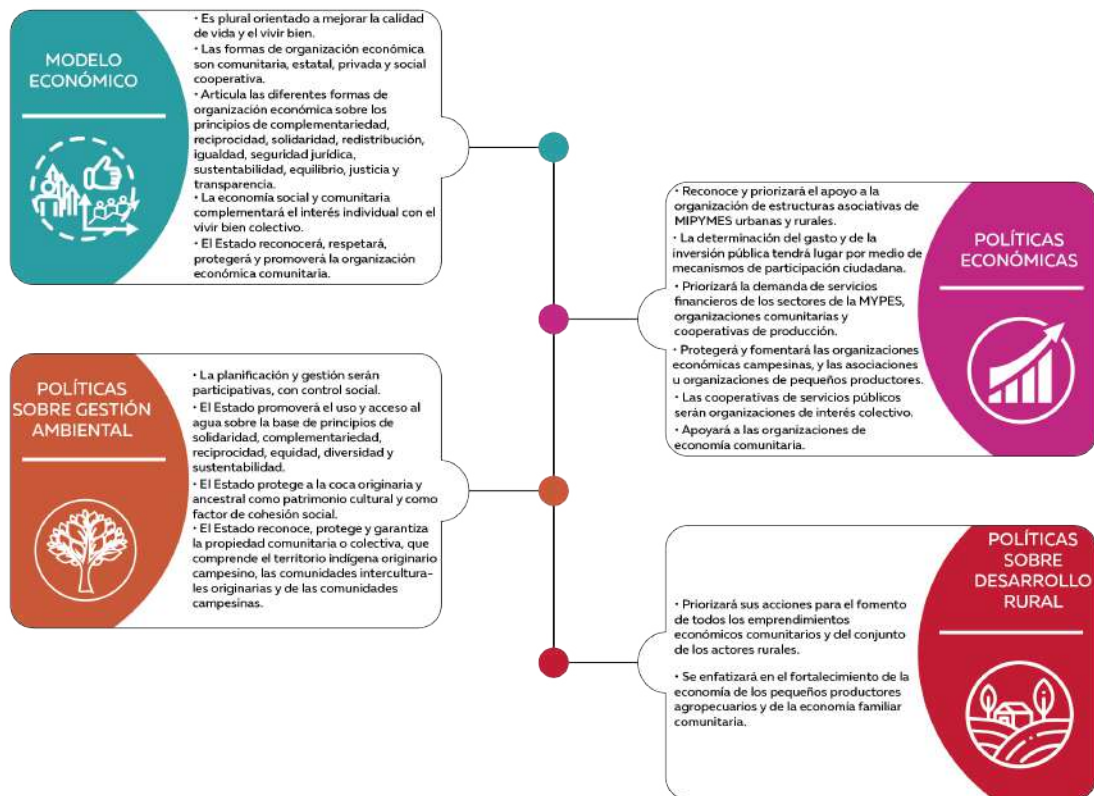 MODELO
ECONÓMICO
• Es plural orientado a mejorar la calidad
de vida y el vivir bien.
• Las formas de organización económica
son comunitaria, estatal, privada y social
cooperativa.
• Articula las diferentes formas de
organización económica sobre los
principios de complementariedad,
reciprocidad, solidaridad, redistribución,
igualdad, seguridad jurídica,
sustentabilidad, equilibrio, justicia y
transparencia.
• La economía social y comunitaria
complementará el interés individual con el
vivir bien colectivo.
• El Estado reconocerá, respetará,
protegerá y promoverá la organización
económica comunitaria.
• Reconoce y priorizará el apoyo a la
organización de estructuras asociativas de
MIPYMES urbanas y rurales.
• La determinación del gasto y de la
inversión pública tendrá lugar por medio de
mecanismos de participación ciudadana.
• Priorizará la demanda de servicios
financieros de los sectores de la MYPES,
organizaciones comunitarias y
cooperativas de producción.
• Protegerá y fomentará las organizaciones
económicas campesinas, y las asociaciones
u organizaciones de pequeños productores.
• Las cooperativas de servicios públicos
serán organizaciones de interés colectivo.
• Apoyará a las organizaciones de
economía comunitaria.
POLÍTICAS
ECONÓMICAS
POLÍTICAS
SOBRE GESTIÓN
AMBIENTAL
• La planificación y gestión serán
participativas, con control social.
• El Estado promoverá el uso y acceso al
agua sobre la base de principios de
solidaridad, complementariedad,
reciprocidad, equidad, diversidad y
sustentabilidad.
• El Estado protege a la coca originaria y
ancestral como patrimonio cultural y como
factor de cohesión social.
• El Estado reconoce, protege y garantiza
la propiedad comunitaria o colectiva, que
comprende el territorio indígena originario
campesino, las comunidades intercultura-
les originarias y de las comunidades
campesinas.
POLÍTICAS
SOBRE
DESARROLLO
RURAL
• Priorizará sus acciones para el fomento
de todos los emprendimientos
económicos comunitarios y del conjunto
de los actores rurales.
• Se enfatizará en el fortalecimiento de la
economía de los pequeños productores
agropecuarios y de la economía familiar
comunitaria.